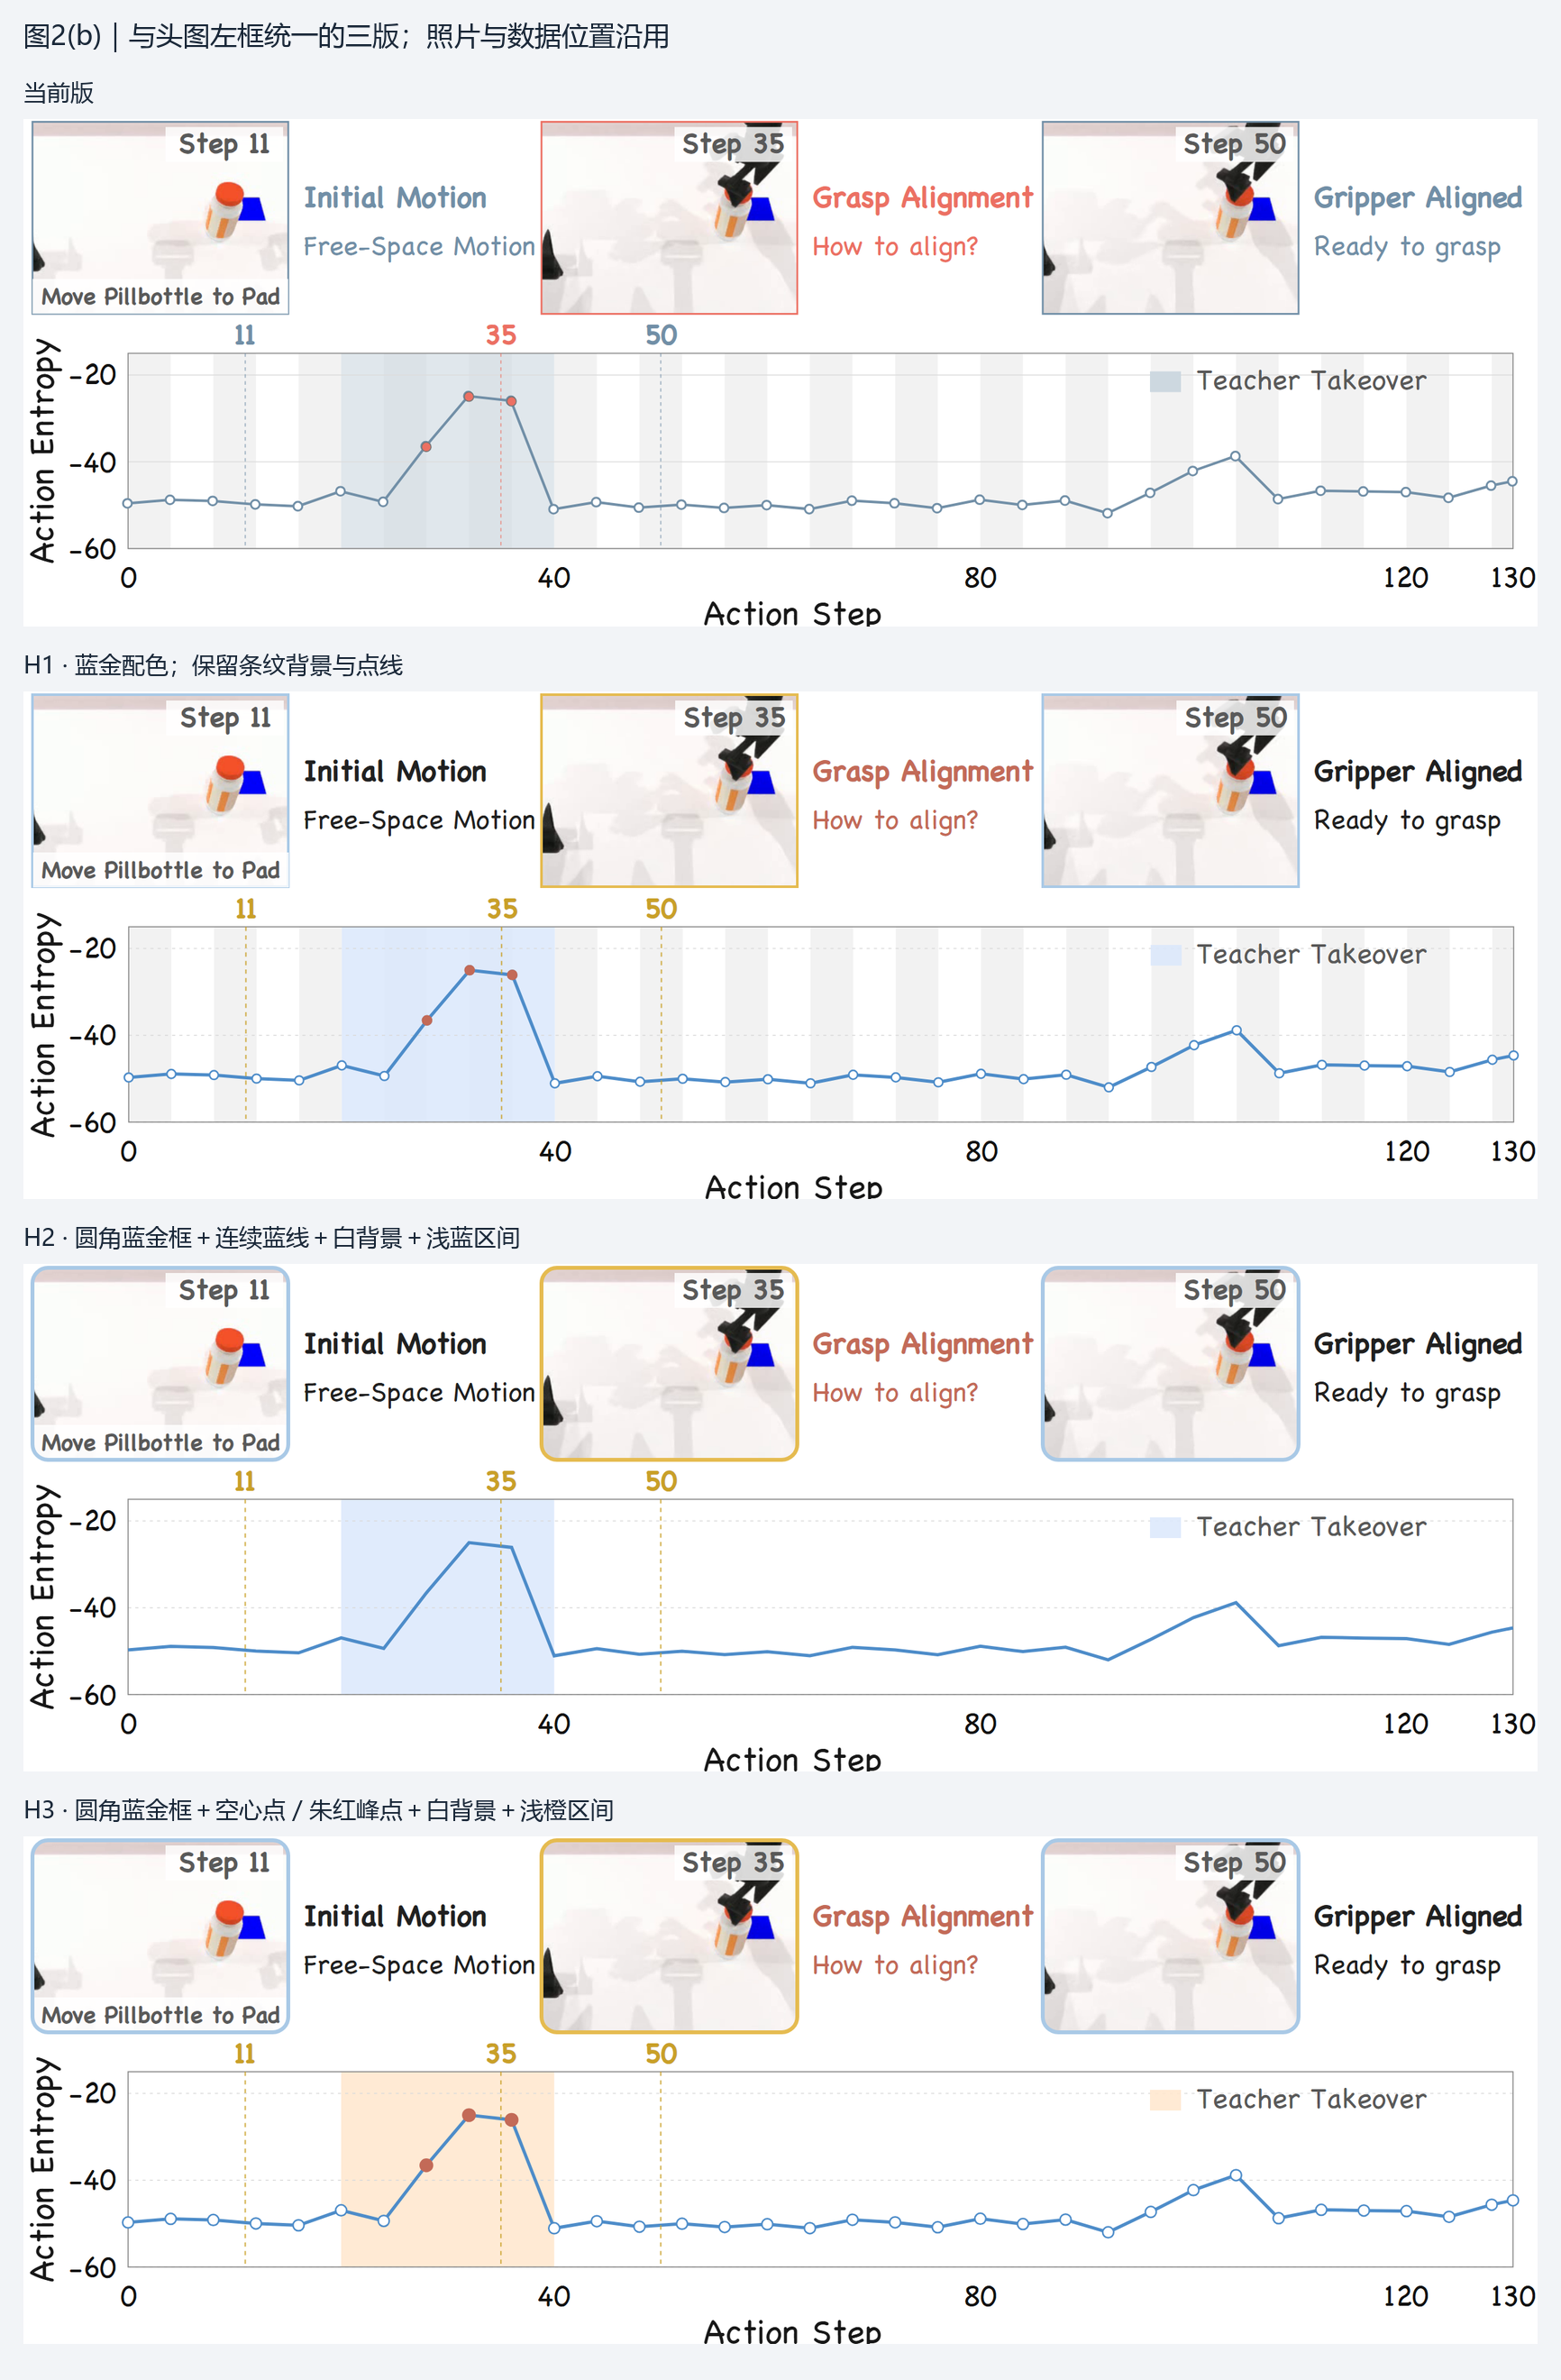 图2(b)｜与头图左框统一的三版；照片与数据位置沿用
当前版
Step 11
Step 35
Step 50
Initial Motion
Grasp Alignment
Gripper Aligned
Free-Space Motion
How to align?
Ready to grasp
Move Pillbottle to Pad
11
35
50
Action Entropy
-20
-40
-60
Teacher Takeover
0
40
80
120
130
Action Step
H1 · 蓝金配色；保留条纹背景与点线
Step 11
Step 35
Step 50
Initial Motion
Grasp Alignment
Gripper Aligned
Free-Space Motion
How to align?
Ready to grasp
Move Pillbottle to Pad
11
35
50
Action Entropy
-20
-40
-60
Teacher Takeover
0
40
80
120
130
Action Step
H2 · 圆角蓝金框 + 连续蓝线 + 白背景 + 浅蓝区间
Step 11
Step 35
Step 50
Initial Motion
Grasp Alignment
Gripper Aligned
Free-Space Motion
How to align?
Ready to grasp
Move Pillbottle to Pad
11
35
50
Action Entropy
-20
-40
-60
Teacher Takeover
0
40
80
120
130
Action Step
H3 · 圆角蓝金框 + 空心点 / 朱红峰点 + 白背景 + 浅橙区间
Step 11
Step 35
Step 50
Initial Motion
Grasp Alignment
Gripper Aligned
Free-Space Motion
How to align?
Ready to grasp
Move Pillbottle to Pad
11
35
50
Action Entropy
-20
-40
-60
Teacher Takeover
0
40
80
120
130
Action Step